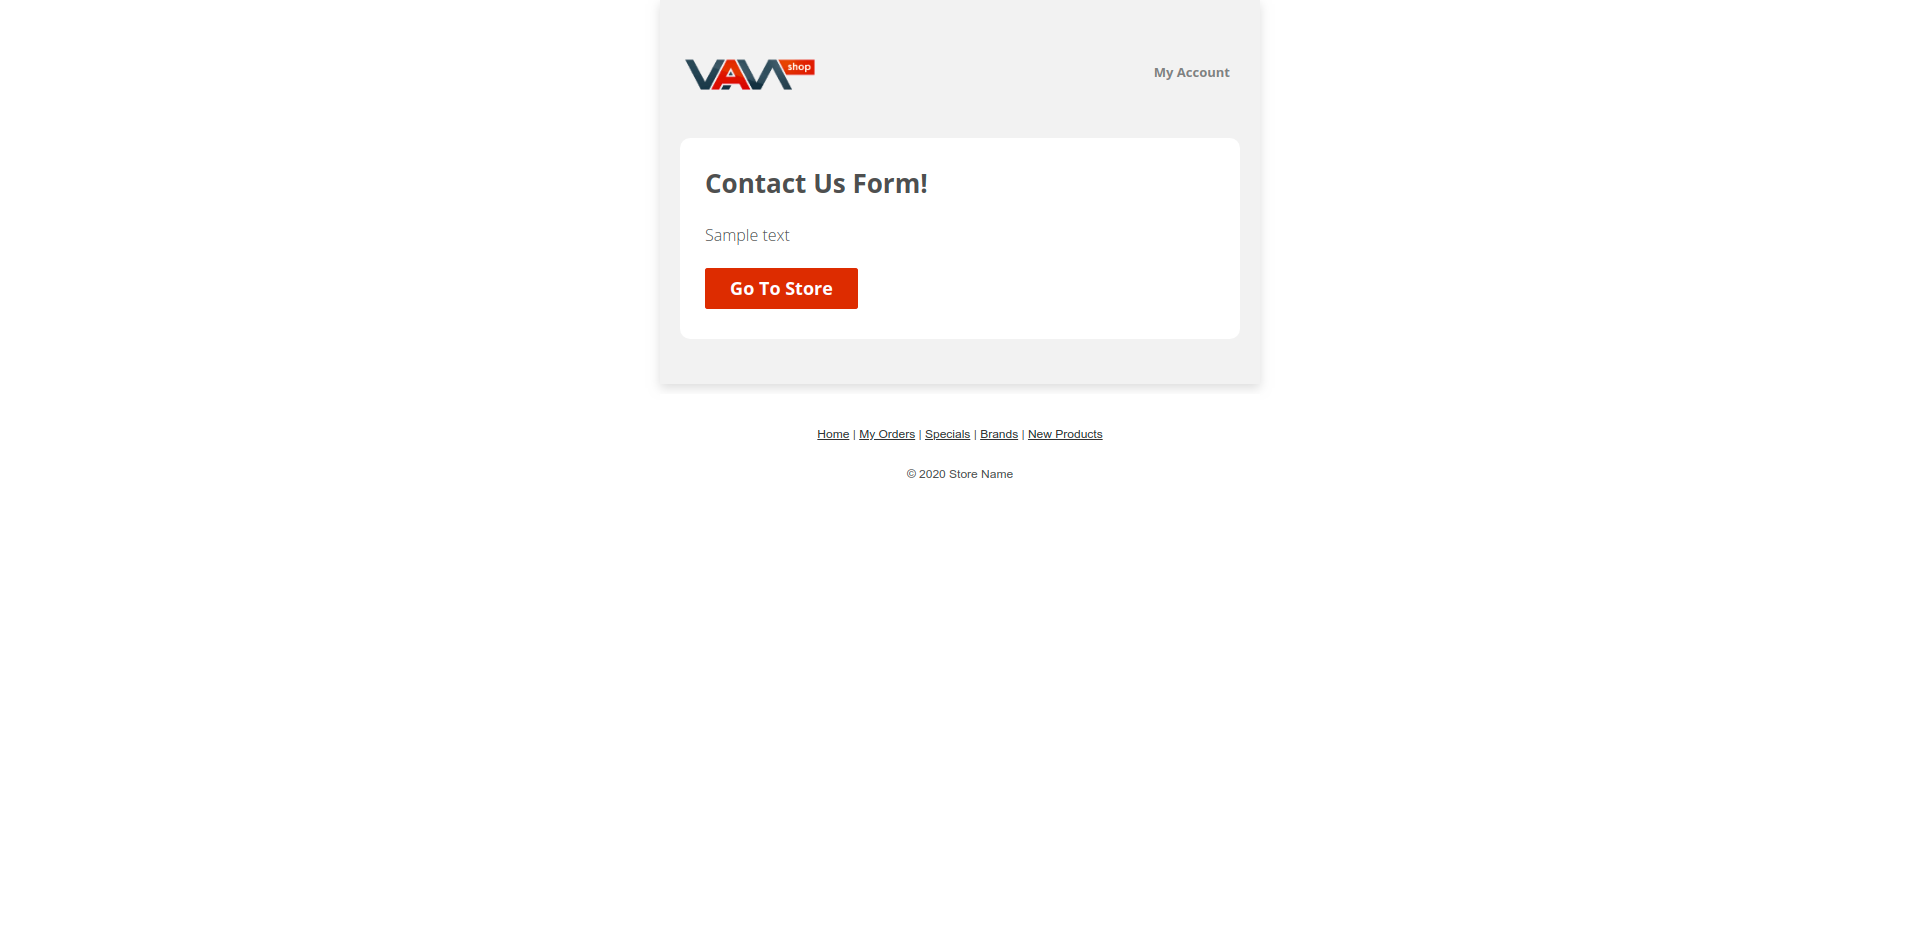 VAM shop
My Account
Contact Us Form!
Sample text
Go To Store
Home | My Orders | Specials | Brands | New Products
© 2020 Store Name